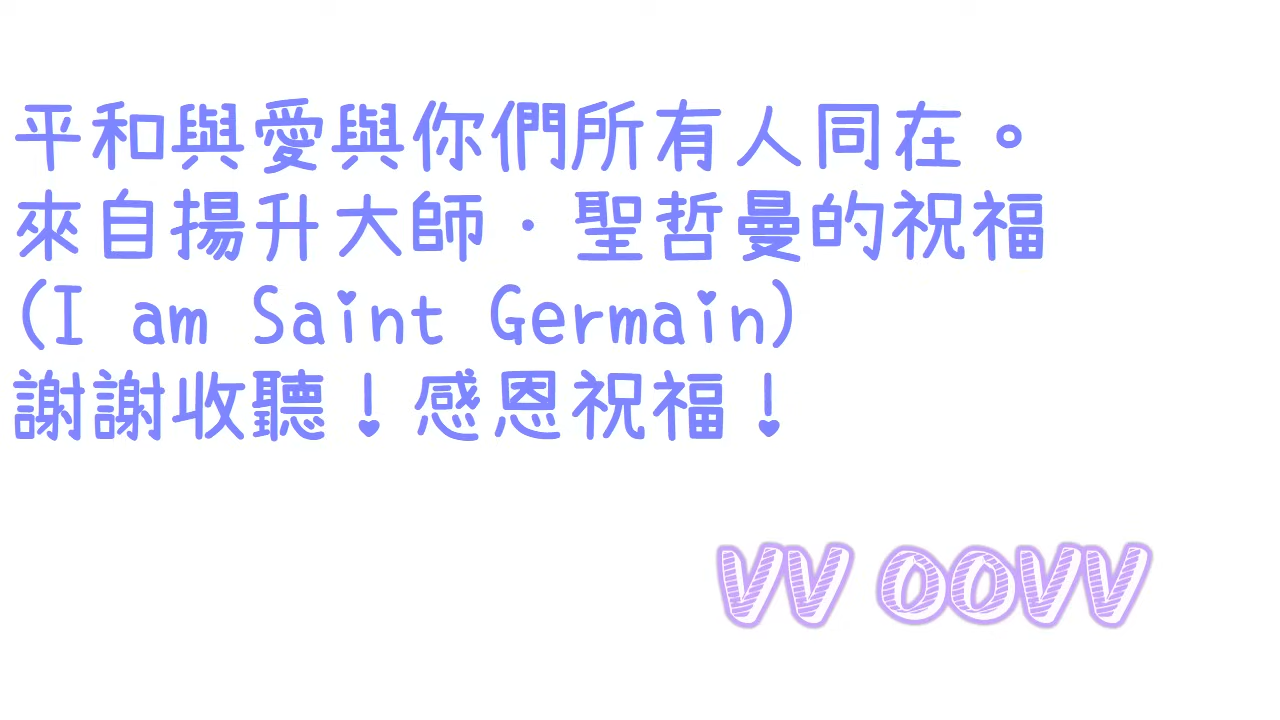 平和與愛與你們所有人同在。
來自揚升大師．聖哲曼的祝福
(I am Saint Germain)
謝謝收聽！感恩祝福！
VV OOVV